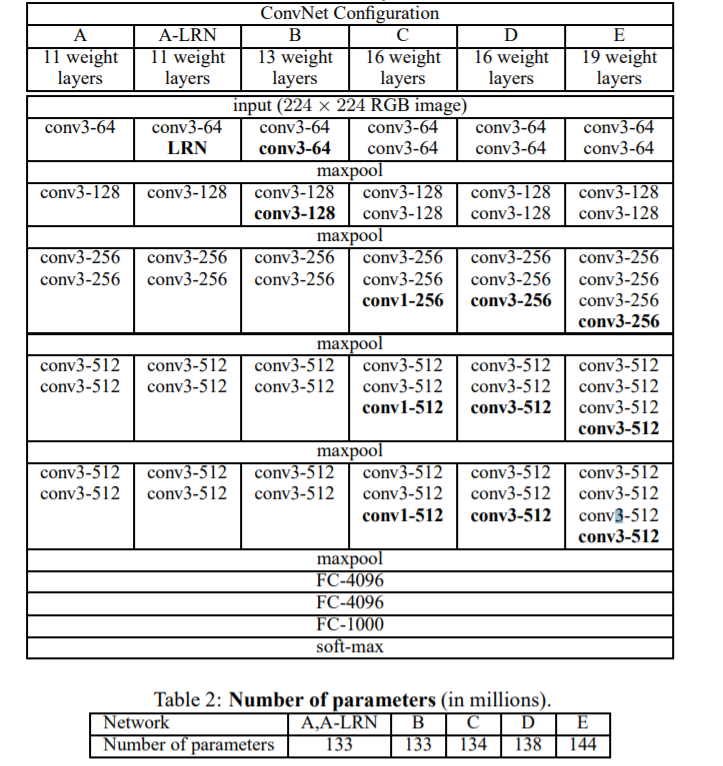 ConvNet Configuration
A A-LRN B C D E
11 weight 11 weight 13 weight 16 weight 16 weight 19 weight
layers layers layers layers layers layers
input (224 × 224 RGB image)
conv3-64 conv3-64 conv3-64 conv3-64 conv3-64 conv3-64
LRN conv3-64 conv3-64 conv3-64 conv3-64
maxpool
conv3-128 conv3-128 conv3-128 conv3-128 conv3-128 conv3-128
conv3-128 conv3-128 conv3-128 conv3-128
maxpool
conv3-256 conv3-256 conv3-256 conv3-256 conv3-256 conv3-256
conv3-256 conv3-256 conv3-256 conv3-256 conv3-256 conv3-256
conv1-256 conv3-256 conv3-256
conv3-256
maxpool
conv3-512 conv3-512 conv3-512 conv3-512 conv3-512 conv3-512
conv3-512 conv3-512 conv3-512 conv3-512 conv3-512 conv3-512
conv1-512 conv3-512 conv3-512
conv3-512
maxpool
conv3-512 conv3-512 conv3-512 conv3-512 conv3-512 conv3-512
conv3-512 conv3-512 conv3-512 conv3-512 conv3-512 conv3-512
conv1-512 conv3-512 conv3-512
conv3-512
maxpool
FC-4096
FC-4096
FC-1000
soft-max
Table 2: Number of parameters (in millions).
Network A,A-LRN B C D E
Number of parameters 133 133 134 138 144